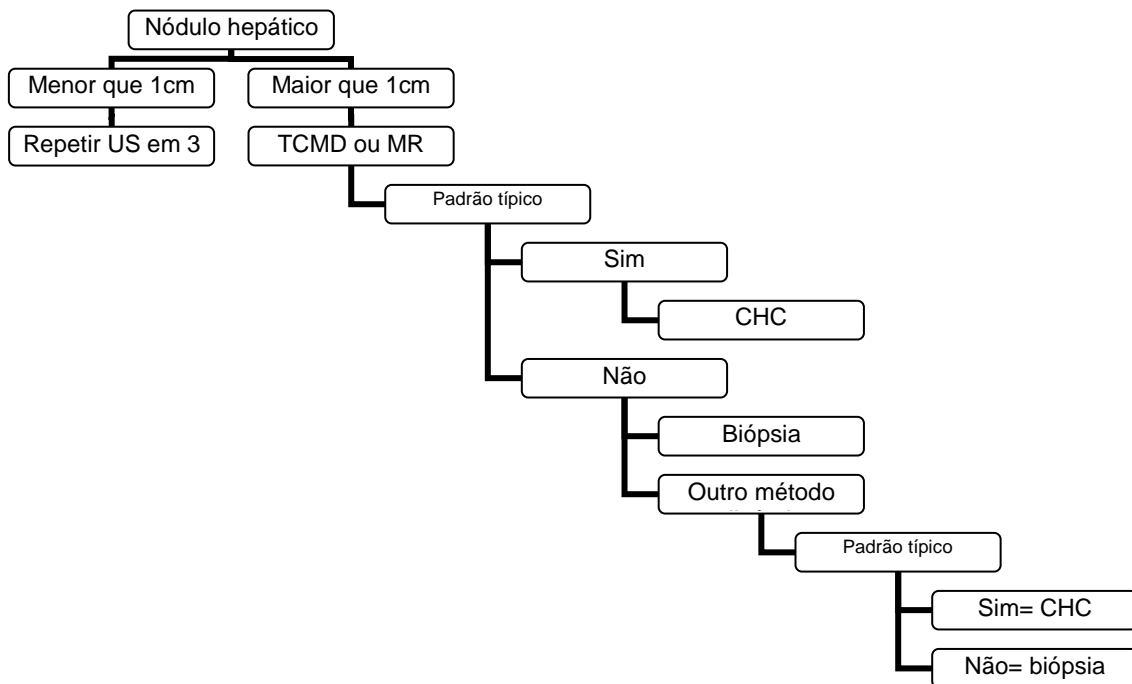 Nódulo hepático
Menor que 1cm
Maior que 1cm
Repetir US em 3
TCMD ou MR
Padrão típico
Sim
CHC
Não
Biópsia
Outro método
Padrão típico
Sim= CHC
Não= biópsia